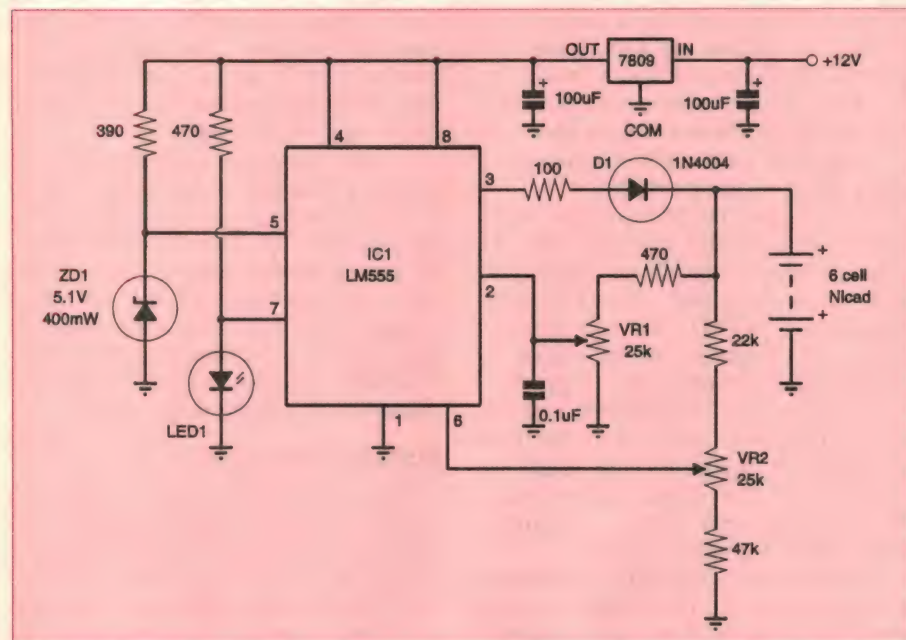 OUT
7809
IN
+12V
+
100uF
+
100uF
COM
390
470
4
8
3
100
D1
1N4004
5
IC1
LM555
470
+
6 cell
Nicad
+
ZD1
5.1V
400mW
2
7
VR1
25k
22k
LED1
0.1uF
1
6
VR2
25k
47k